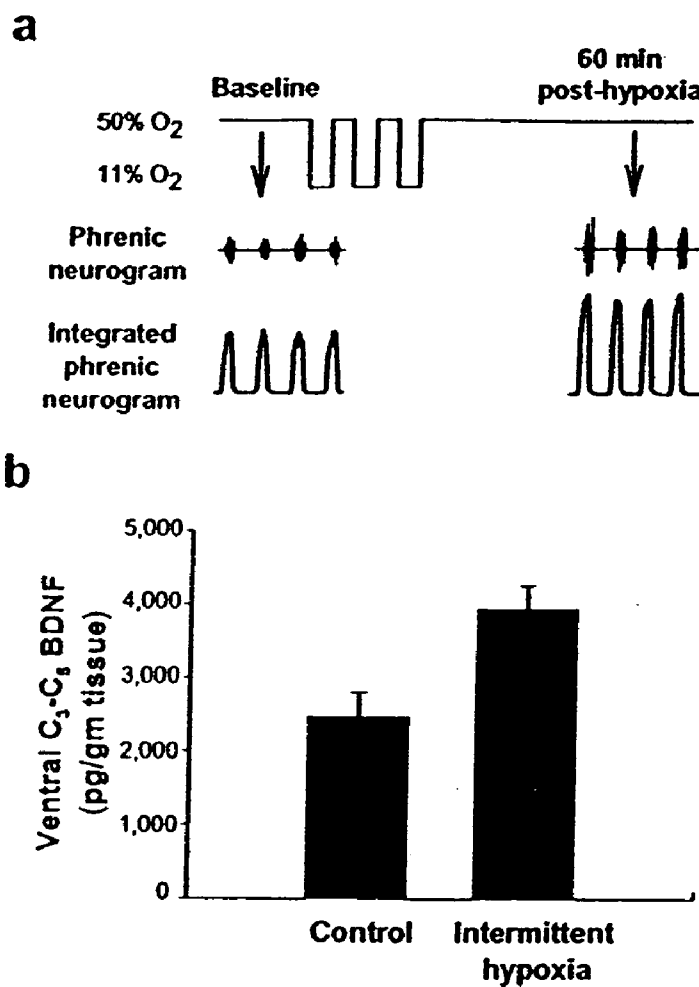 a
Baseline
60 min
post-hypoxia
50% O2
11% O2
Phrenic
neurogram
Integrated
phrenic
neurogram
b
Ventral C3-C5 BDNF
(pg/gm tissue)
5,000
4,000
3,000
2,000
1,000
0
Control
Intermittent
hypoxia